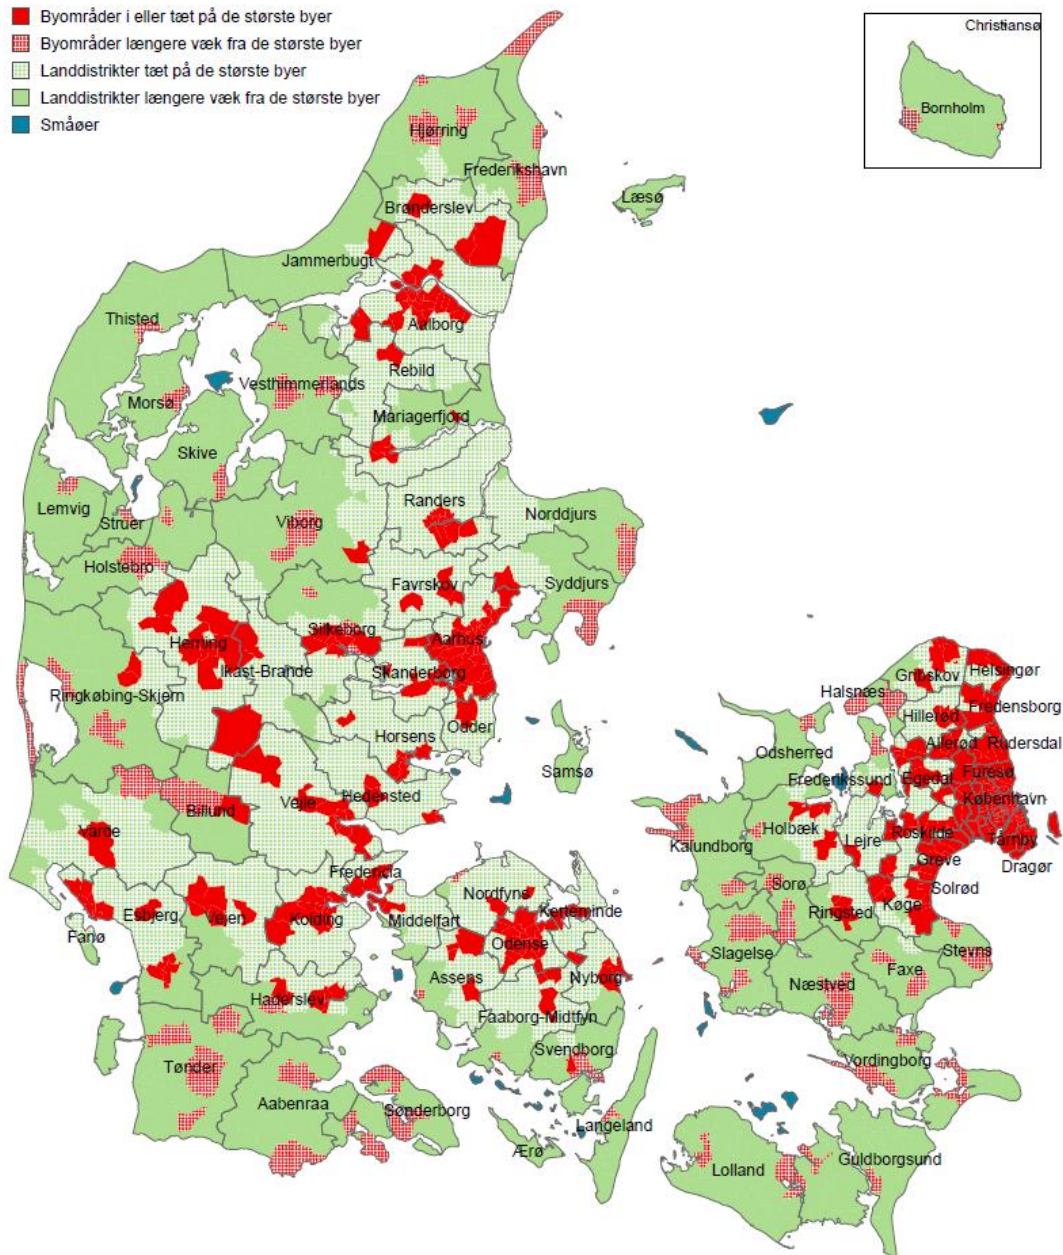 Byområder i eller tæt på de største byer
Byområder længere væk fra de største byer
Landdistrikter tæt på de største byer
Landdistrikter længere væk fra de største byer
Småøer
Christiansø
Bornholm
Hjørring
Frederikshavn
Læsø
Brønderslev
Jammerbugt
Thisted
Aalborg
Rebild
Vesthimmerlands
Morsø
Mariagerfjord
Skive
Randers
Lemvig
Norddjurs
Struer
Viborg
Holstebro
Favrskov
Syddjurs
Silkeborg
Aarhus
Herning
Ikast-Brande
Skanderborg
Ringkøbing-Skjern
Odder
Horsens
Samsø
Hedensted
Vejle
Billund
Varde
Fredericia
Esbjerg
Vejen
Kolding
Middelfart
Fanø
Nordfyns
Kerteminde
Odense
Assens
Nyborg
Haderslev
Faaborg-Midtfyn
Svendborg
Tønder
Aabenraa
Sønderborg
Langeland
Ærø
Helsingør
Gribskov
Halsnæs
Fredensborg
Hillerød
Allerød
Rudersdal
Odsherred
Frederikssund
Egedal
Furesø
København
Holbæk
Lejre
Roskilde
Tårnby
Kalundborg
Greve
Dragør
Sorø
Solrød
Ringsted
Køge
Slagelse
Stevns
Faxe
Næstved
Vordingborg
Lolland
Guldborgsund